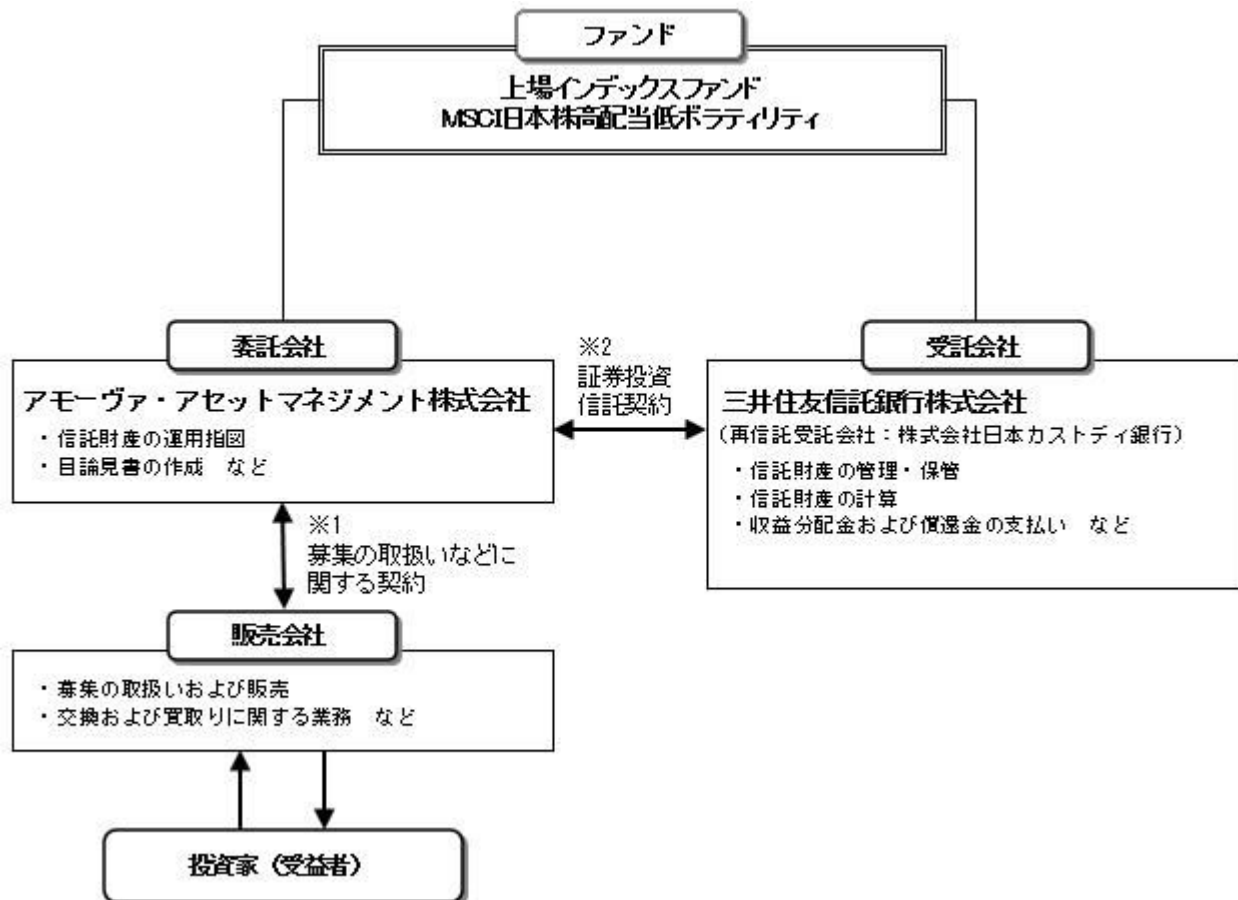 ファンド
上場インデックスファンド
MSCI日本株高配当低ボラティリティ
委託会社
アモーヴァ・アセットマネジメント株式会社
・信託財産の運用指図
・目論見書の作成　など
※2
証券投資
信託契約
受託会社
三井住友信託銀行株式会社
(再信託受託会社：株式会社日本カストディ銀行)
・信託財産の管理・保管
・信託財産の計算
・収益分配金および償還金の支払い　など
※1
募集の取扱いなどに
関する契約
販売会社
・募集の取扱いおよび販売
・交換および買取りに関する業務　など
投資家（受益者）